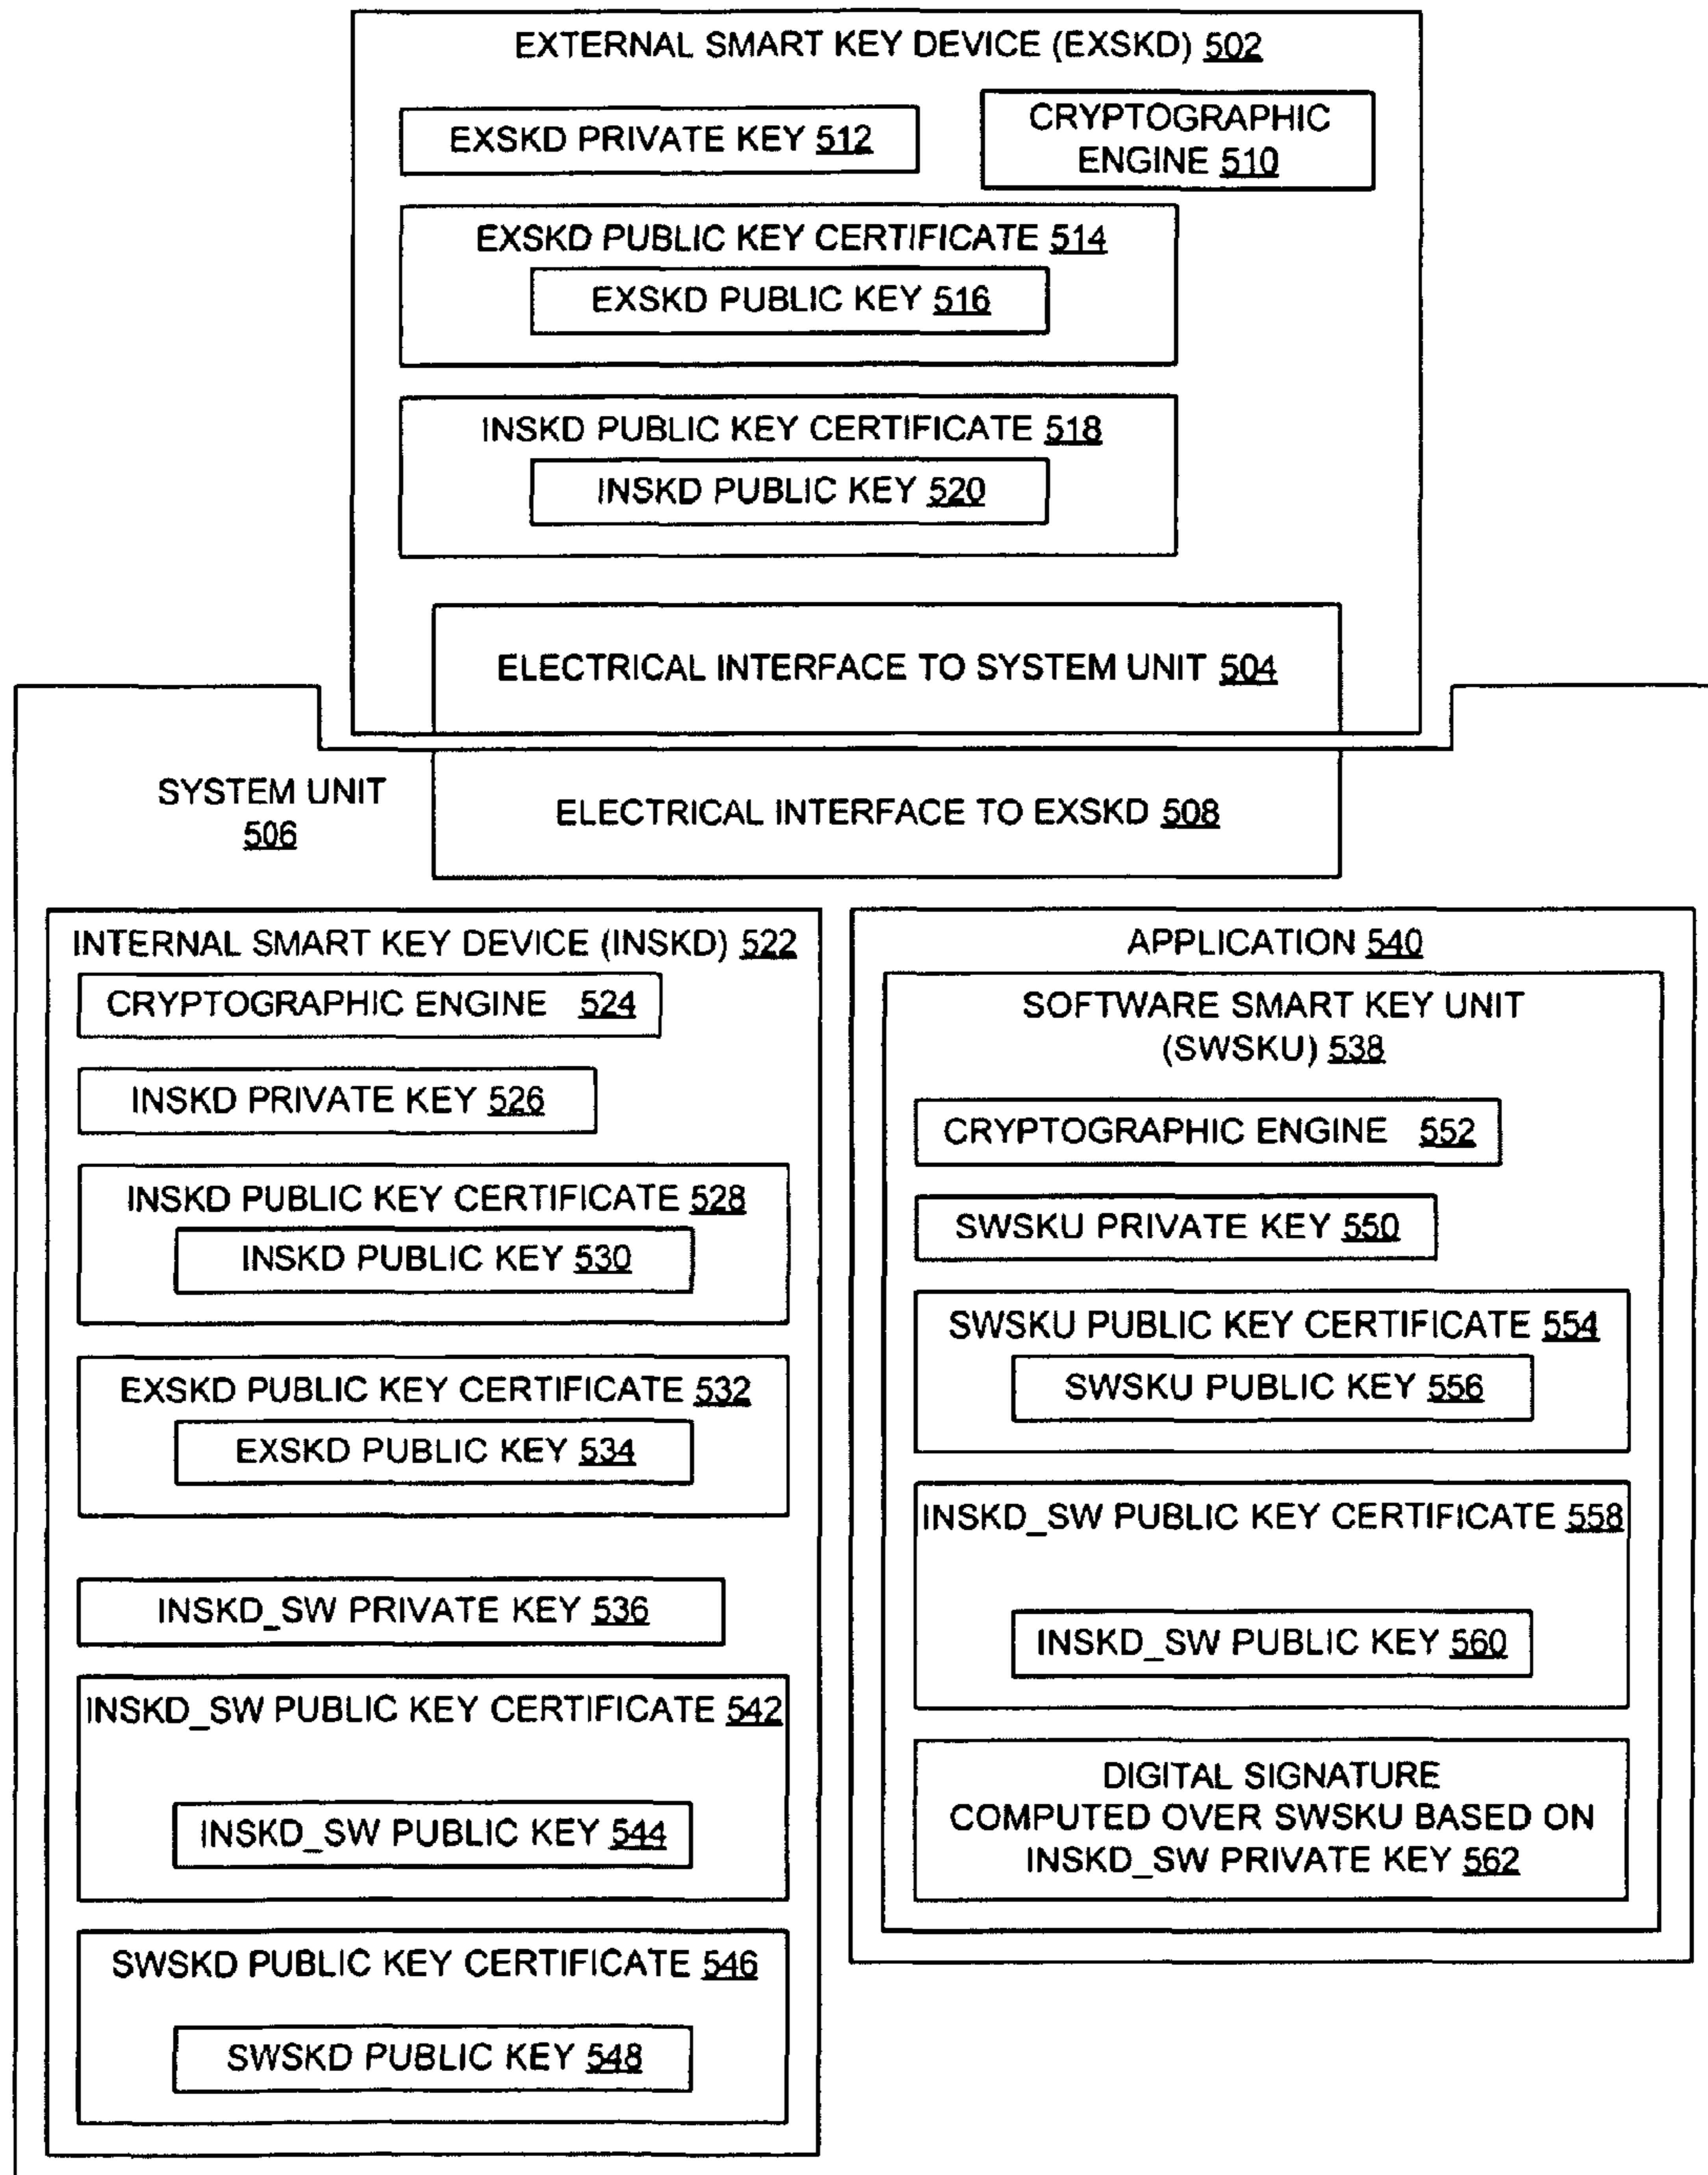 EXTERNAL SMART KEY DEVICE (EXSKD) 502
EXSKD PRIVATE KEY 512
CRYPTOGRAPHIC
ENGINE 510
EXSKD PUBLIC KEY CERTIFICATE 514
EXSKD PUBLIC KEY 516
INSKD PUBLIC KEY CERTIFICATE 518
INSKD PUBLIC KEY 520
ELECTRICAL INTERFACE TO SYSTEM UNIT 504
SYSTEM UNIT
506
ELECTRICAL INTERFACE TO EXSKD 508
INTERNAL SMART KEY DEVICE (INSKD) 522
CRYPTOGRAPHIC ENGINE 524
INSKD PRIVATE KEY 526
INSKD PUBLIC KEY CERTIFICATE 528
INSKD PUBLIC KEY 530
EXSKD PUBLIC KEY CERTIFICATE 532
EXSKD PUBLIC KEY 534
INSKD_SW PRIVATE KEY 536
INSKD_SW PUBLIC KEY CERTIFICATE 542
INSKD_SW PUBLIC KEY 544
SWSKD PUBLIC KEY CERTIFICATE 546
SWSKD PUBLIC KEY 548
APPLICATION 540
SOFTWARE SMART KEY UNIT
(SWSKU) 538
CRYPTOGRAPHIC ENGINE 552
SWSKU PRIVATE KEY 550
SWSKU PUBLIC KEY CERTIFICATE 554
SWSKU PUBLIC KEY 556
INSKD_SW PUBLIC KEY CERTIFICATE 558
INSKD_SW PUBLIC KEY 560
DIGITAL SIGNATURE
COMPUTED OVER SWSKU BASED ON
INSKD_SW PRIVATE KEY 562